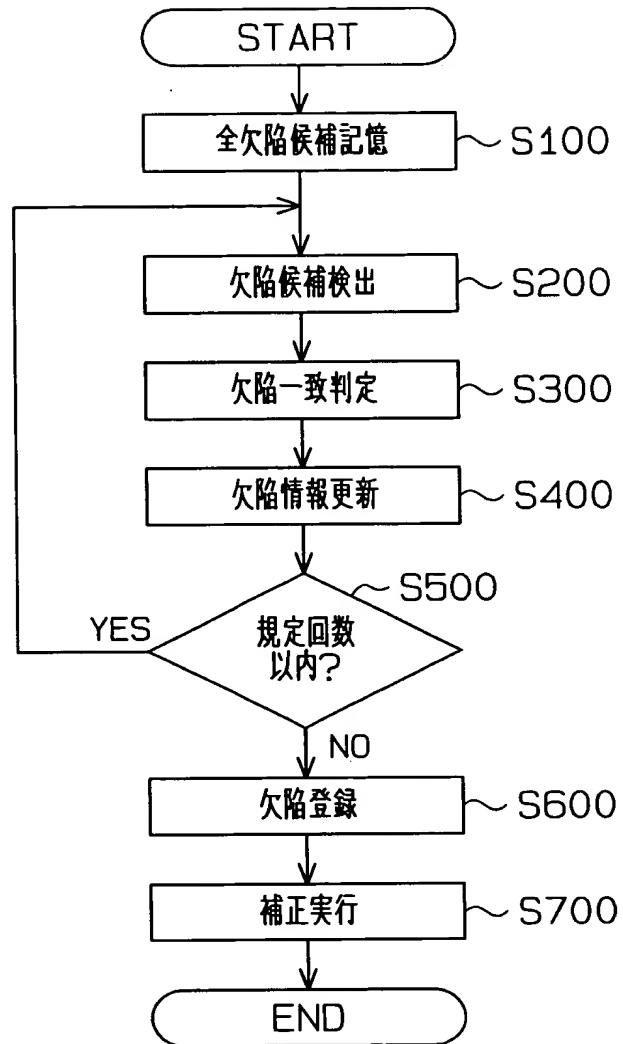 START
全欠陥候補記憶
S100
欠陥候補検出
S200
欠陥一致判定
S300
欠陥情報更新
S400
S500
YES
規定回数
以内?
NO
欠陥登録
S600
補正実行
S700
END